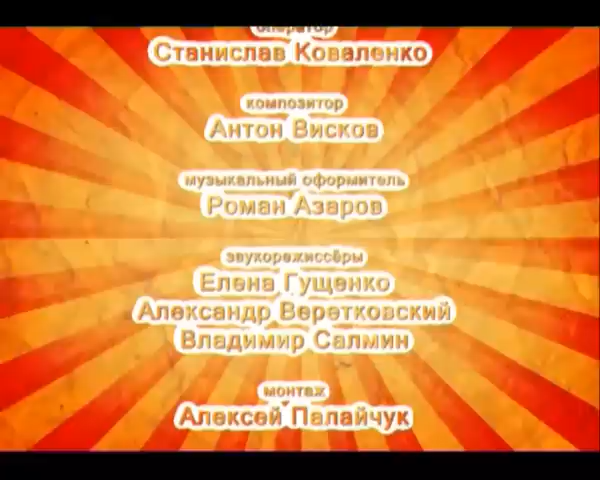 оператор
Станислав Коваленко
композитор
Антон Висков
музыкальный оформитель
Роман Азаров
звукорежиссёры
Елена Гущенко
Александр Веретковский
Владимир Салмин
монтаж
Алексей Палайчук